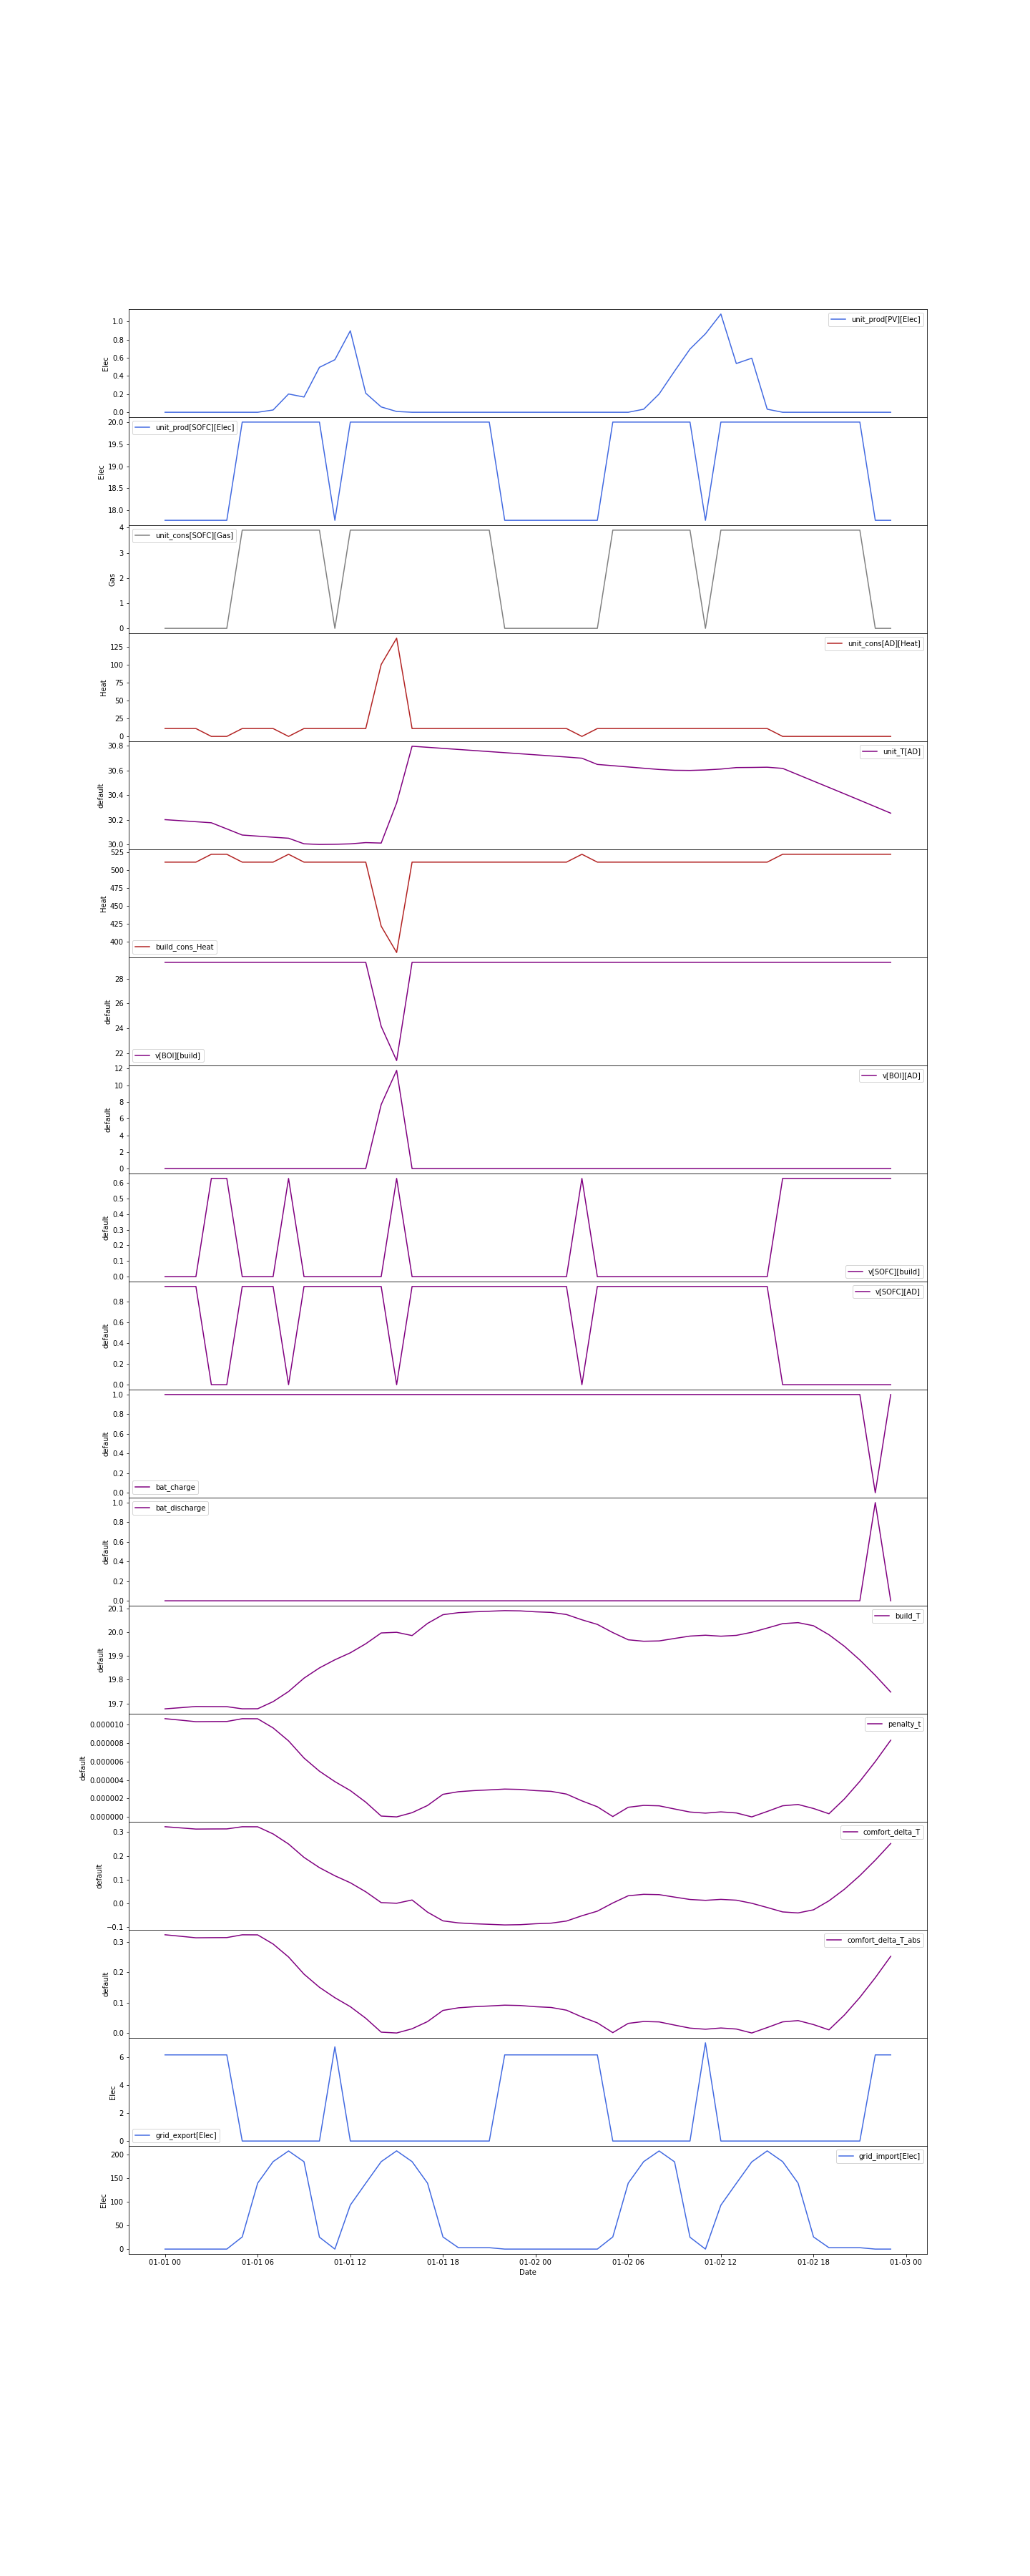 unit_prod[PV][Elec]
Elec
1.0
0.8
0.6
0.4
0.2
0.0
unit_prod[SOFC][Elec]
Elec
20.0
19.5
19.0
18.5
18.0
unit_cons[SOFC][Gas]
Gas
4
3
2
1
0
unit_cons[AD][Heat]
Heat
125
100
75
50
25
0
unit_T[AD]
default
30.8
30.6
30.4
30.2
30.0
build_cons_Heat
Heat
525
500
475
450
425
400
v[BOI][build]
default
28
26
24
22
v[BOI][AD]
default
12
10
8
6
4
2
0
v[SOFC][build]
default
0.6
0.5
0.4
0.3
0.2
0.1
0.0
v[SOFC][AD]
default
0.8
0.6
0.4
0.2
0.0
bat_charge
default
1.0
0.8
0.6
0.4
0.2
0.0
bat_discharge
default
1.0
0.8
0.6
0.4
0.2
0.0
build_T
default
20.1
20.0
19.9
19.8
19.7
penalty_t
default
0.000010
0.000008
0.000006
0.000004
0.000002
0.000000
comfort_delta_T
default
0.3
0.2
0.1
0.0
−0.1
comfort_delta_T_abs
default
0.3
0.2
0.1
0.0
grid_export[Elec]
Elec
6
4
2
0
grid_import[Elec]
Elec
200
150
100
50
0
01-01 00 01-01 06 01-01 12 01-01 18 01-02 00 01-02 06 01-02 12 01-02 18 01-03 00
Date